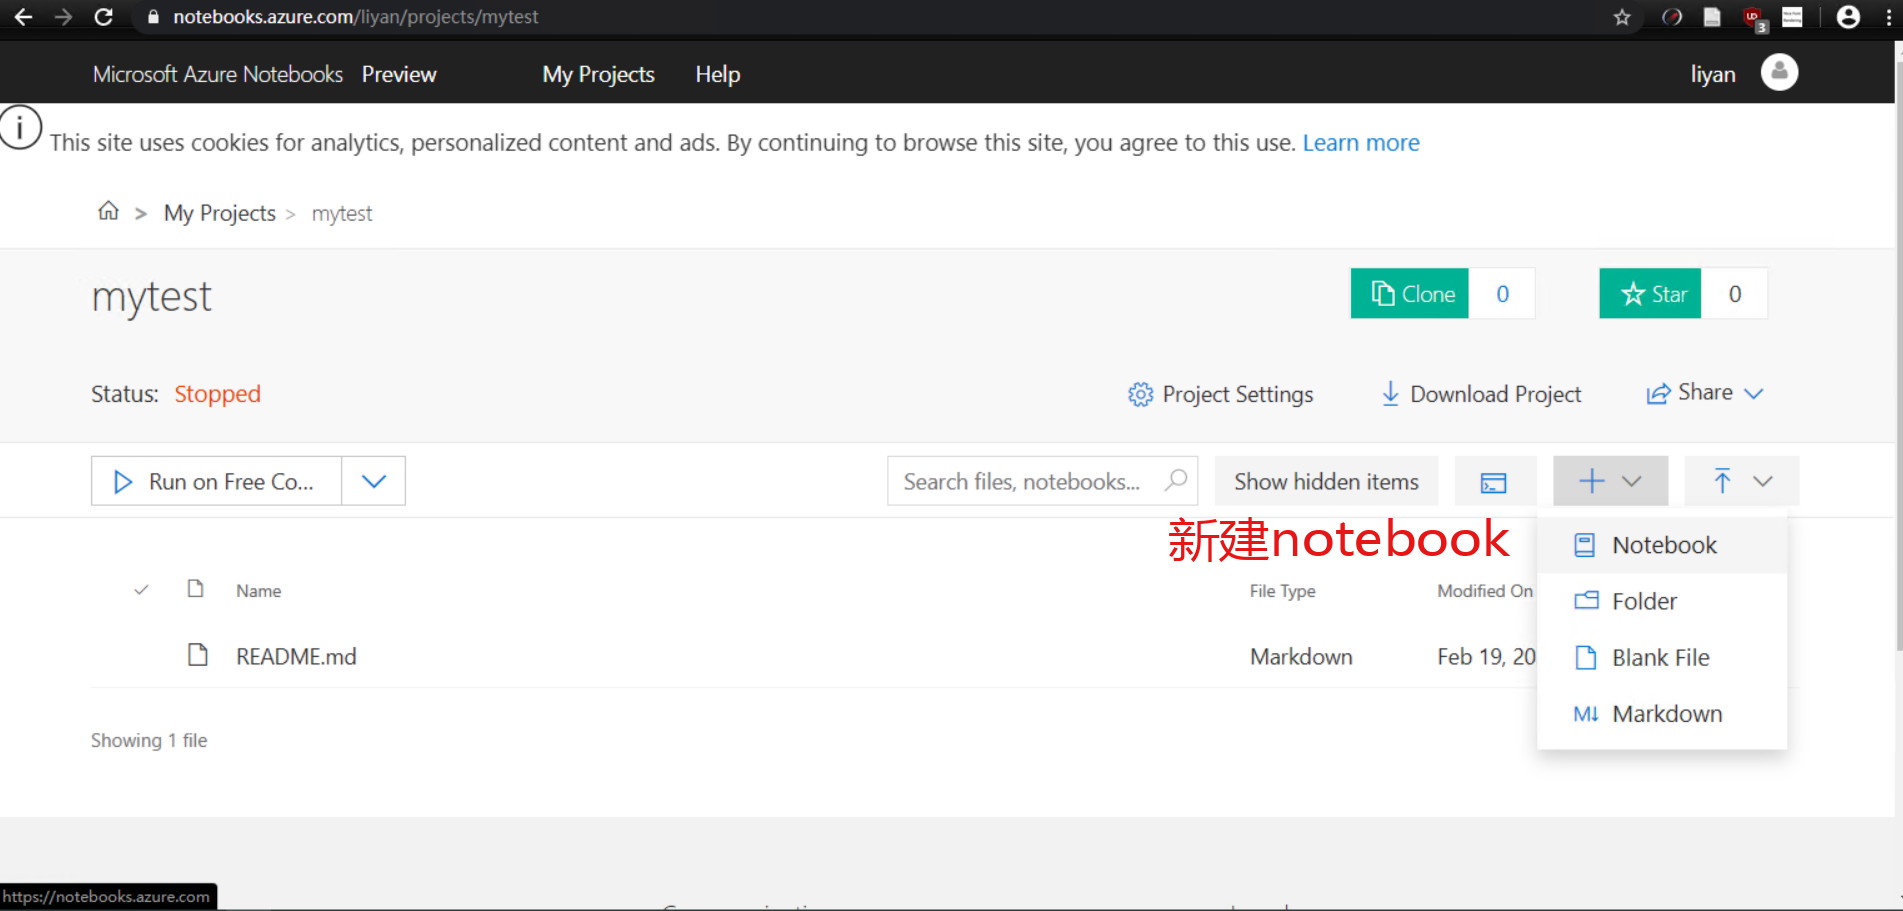 notebooks.azure.com/liyan/projects/mytest
3
Microsoft Azure Notebooks Preview My Projects Help liyan
This site uses cookies for analytics, personalized content and ads. By continuing to browse this site, you agree to this use. Learn more
> My Projects > mytest
mytest
Clone 0 Star 0
Status: Stopped
Project Settings Download Project Share
Run on Free Co... Search files, notebooks... Show hidden items
新建notebook
Notebook
Name File Type Modified On
Folder
README.md Markdown Feb 19, 20
Blank File
Markdown
Showing 1 file
https://notebooks.azure.com